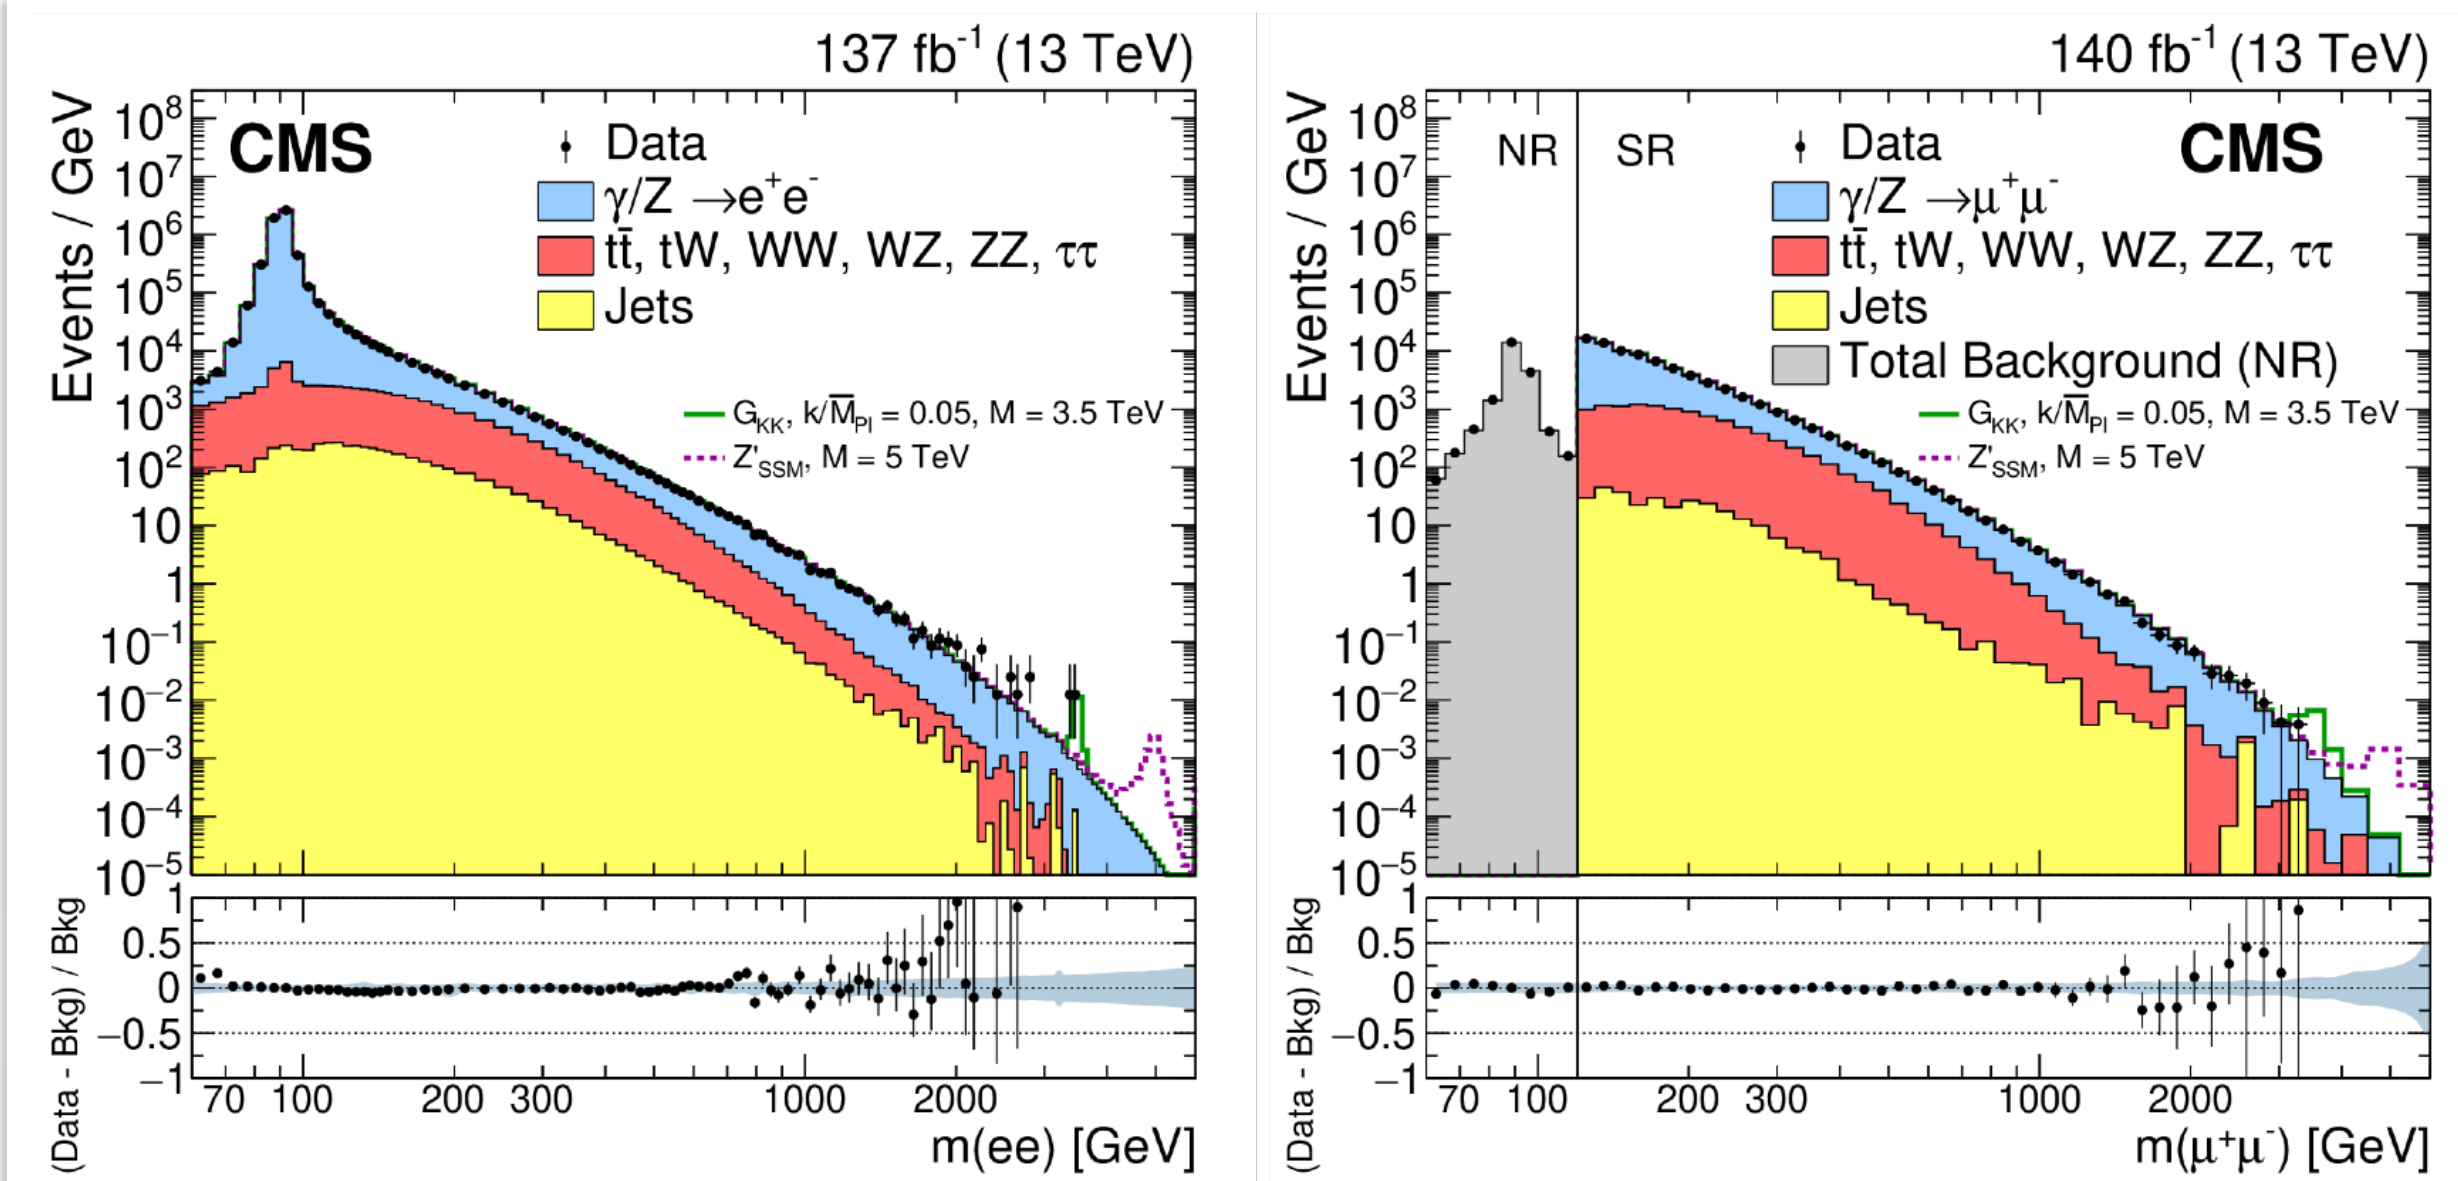 137 fb⁻¹ (13 TeV)
Events / GeV
10⁸
10⁷
10⁶
10⁵
10⁴
10³
10²
10
1
10⁻¹
10⁻²
10⁻³
10⁻⁴
10⁻⁵
CMS
Data
γ/Z →e⁺e⁻
tt̄, tW, WW, WZ, ZZ, ττ
Jets
G_KK, k/M̅_Pl = 0.05, M = 3.5 TeV
Z'_SSM, M = 5 TeV
(Data - Bkg) / Bkg
1
0.5
0
−0.5
−1
70 100 200 300 1000 2000
m(ee) [GeV]
140 fb⁻¹ (13 TeV)
Events / GeV
10⁸
10⁷
10⁶
10⁵
10⁴
10³
10²
10
1
10⁻¹
10⁻²
10⁻³
10⁻⁴
10⁻⁵
NR SR
CMS
Data
γ/Z →μ⁺μ⁻
tt̄, tW, WW, WZ, ZZ, ττ
Jets
Total Background (NR)
G_KK, k/M̅_Pl = 0.05, M = 3.5 TeV
Z'_SSM, M = 5 TeV
(Data - Bkg) / Bkg
1
0.5
0
−0.5
−1
70 100 200 300 1000 2000
m(μ⁺μ⁻) [GeV]